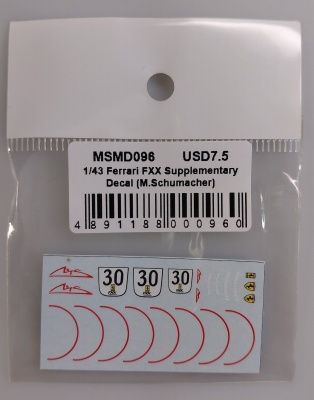 MSMD096 USD7.5
1/43 Ferrari FXX Supplementary
Decal (M.Schumacher)
4 891188 000960
30 30 30